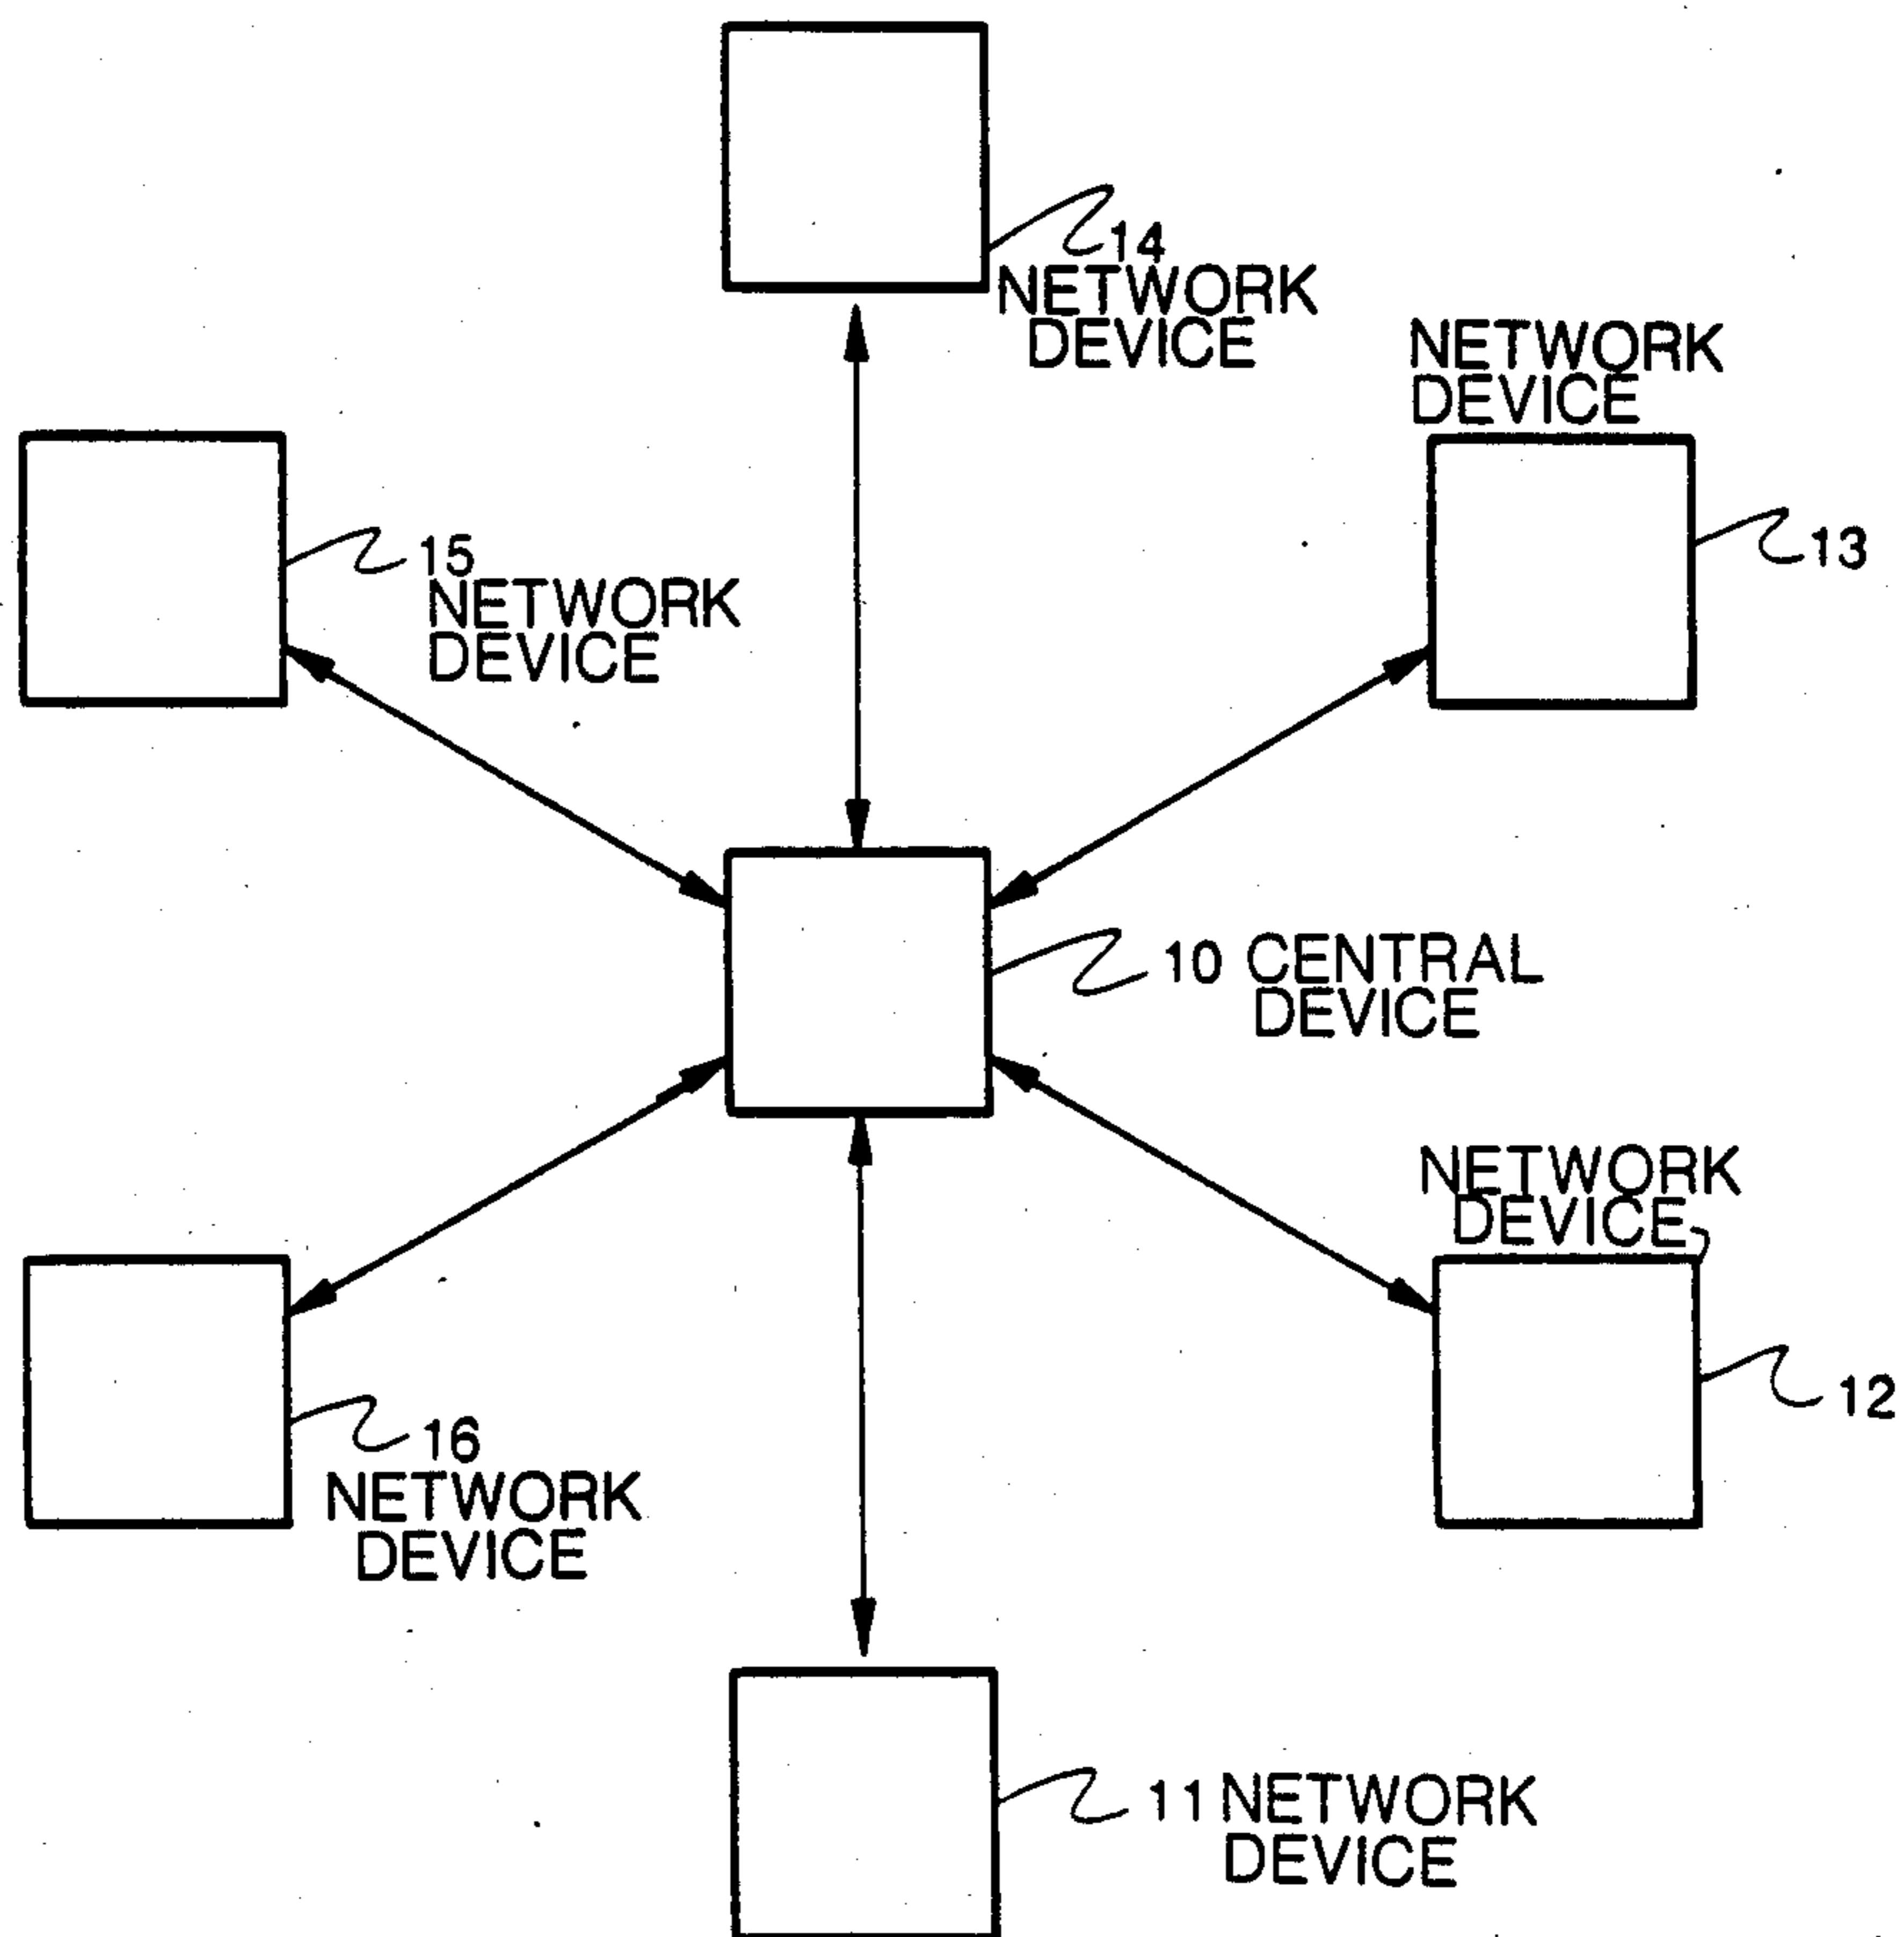 14
NETWORK
DEVICE
NETWORK
DEVICE
13
15
NETWORK
DEVICE
10 CENTRAL
DEVICE
NETWORK
DEVICE
12
16
NETWORK
DEVICE
11 NETWORK
DEVICE